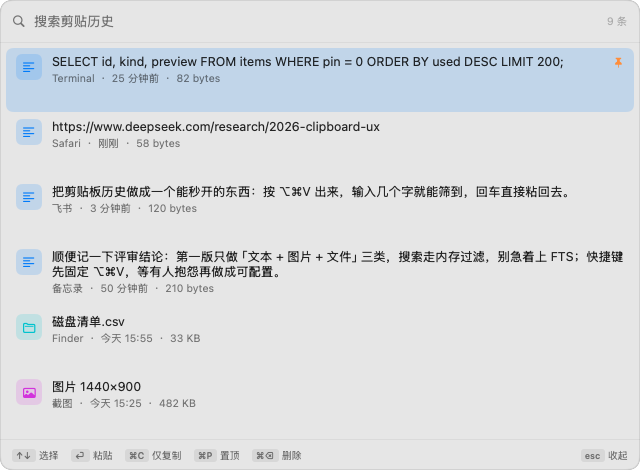 搜索剪贴历史
9 条
SELECT id, kind, preview FROM items WHERE pin = 0 ORDER BY used DESC LIMIT 200;
Terminal · 25 分钟前 · 82 bytes
https://www.deepseek.com/research/2026-clipboard-ux
Safari · 刚刚 · 58 bytes
把剪贴板历史做成一个能秒开的东西：按 ⌥⌘V 出来，输入几个字就能筛到，回车直接粘回去。
飞书 · 3 分钟前 · 120 bytes
顺便记一下评审结论：第一版只做「文本 + 图片 + 文件」三类，搜索走内存过滤，别急着上 FTS；快捷键
先固定 ⌥⌘V，等有人抱怨再做成可配置。
备忘录 · 50 分钟前 · 210 bytes
磁盘清单.csv
Finder · 今天 15:55 · 33 KB
图片 1440×900
截图 · 今天 15:25 · 482 KB
↑↓ 选择 ⏎ 粘贴 ⌘C 仅复制 ⌘P 置顶 ⌘⌫ 删除 esc 收起